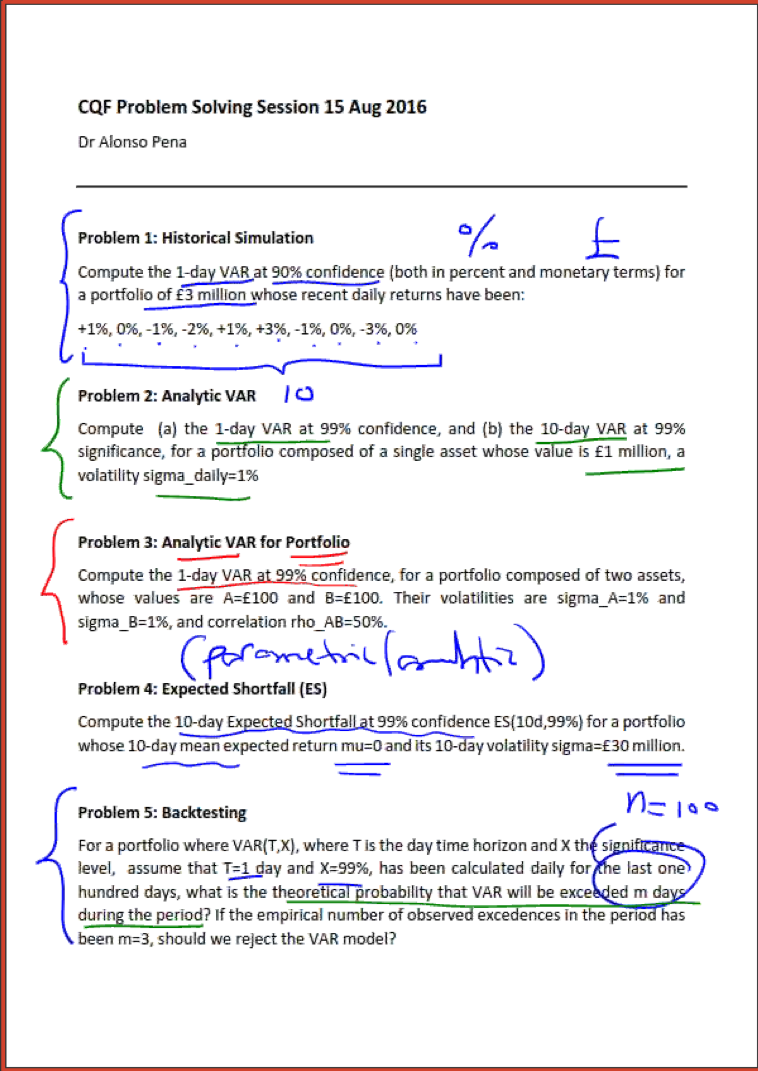 CQF Problem Solving Session 15 Aug 2016
Dr Alonso Pena
% £
Problem 1: Historical Simulation
Compute the 1-day VAR at 90% confidence (both in percent and monetary terms) for
a portfolio of £3 million whose recent daily returns have been:
+1%, 0%, -1%, -2%, +1%, +3%, -1%, 0%, -3%, 0%
Problem 2: Analytic VAR 10
Compute (a) the 1-day VAR at 99% confidence, and (b) the 10-day VAR at 99%
significance, for a portfolio composed of a single asset whose value is £1 million, a
volatility sigma_daily=1%
Problem 3: Analytic VAR for Portfolio
Compute the 1-day VAR at 99% confidence, for a portfolio composed of two assets,
whose values are A=£100 and B=£100. Their volatilities are sigma_A=1% and
sigma_B=1%, and correlation rho_AB=50%.
(parametric/analytic)
Problem 4: Expected Shortfall (ES)
Compute the 10-day Expected Shortfall at 99% confidence ES(10d,99%) for a portfolio
whose 10-day mean expected return mu=0 and its 10-day volatility sigma=£30 million.
n=100
Problem 5: Backtesting
For a portfolio where VAR(T,X), where T is the day time horizon and X the significance
level, assume that T=1 day and X=99%, has been calculated daily for the last one
hundred days, what is the theoretical probability that VAR will be exceeded m days
during the period? If the empirical number of observed excedences in the period has
been m=3, should we reject the VAR model?